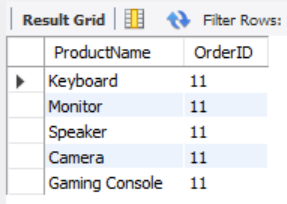 Result Grid Filter Rows:
ProductName OrderID
Keyboard 11
Monitor 11
Speaker 11
Camera 11
Gaming Console 11